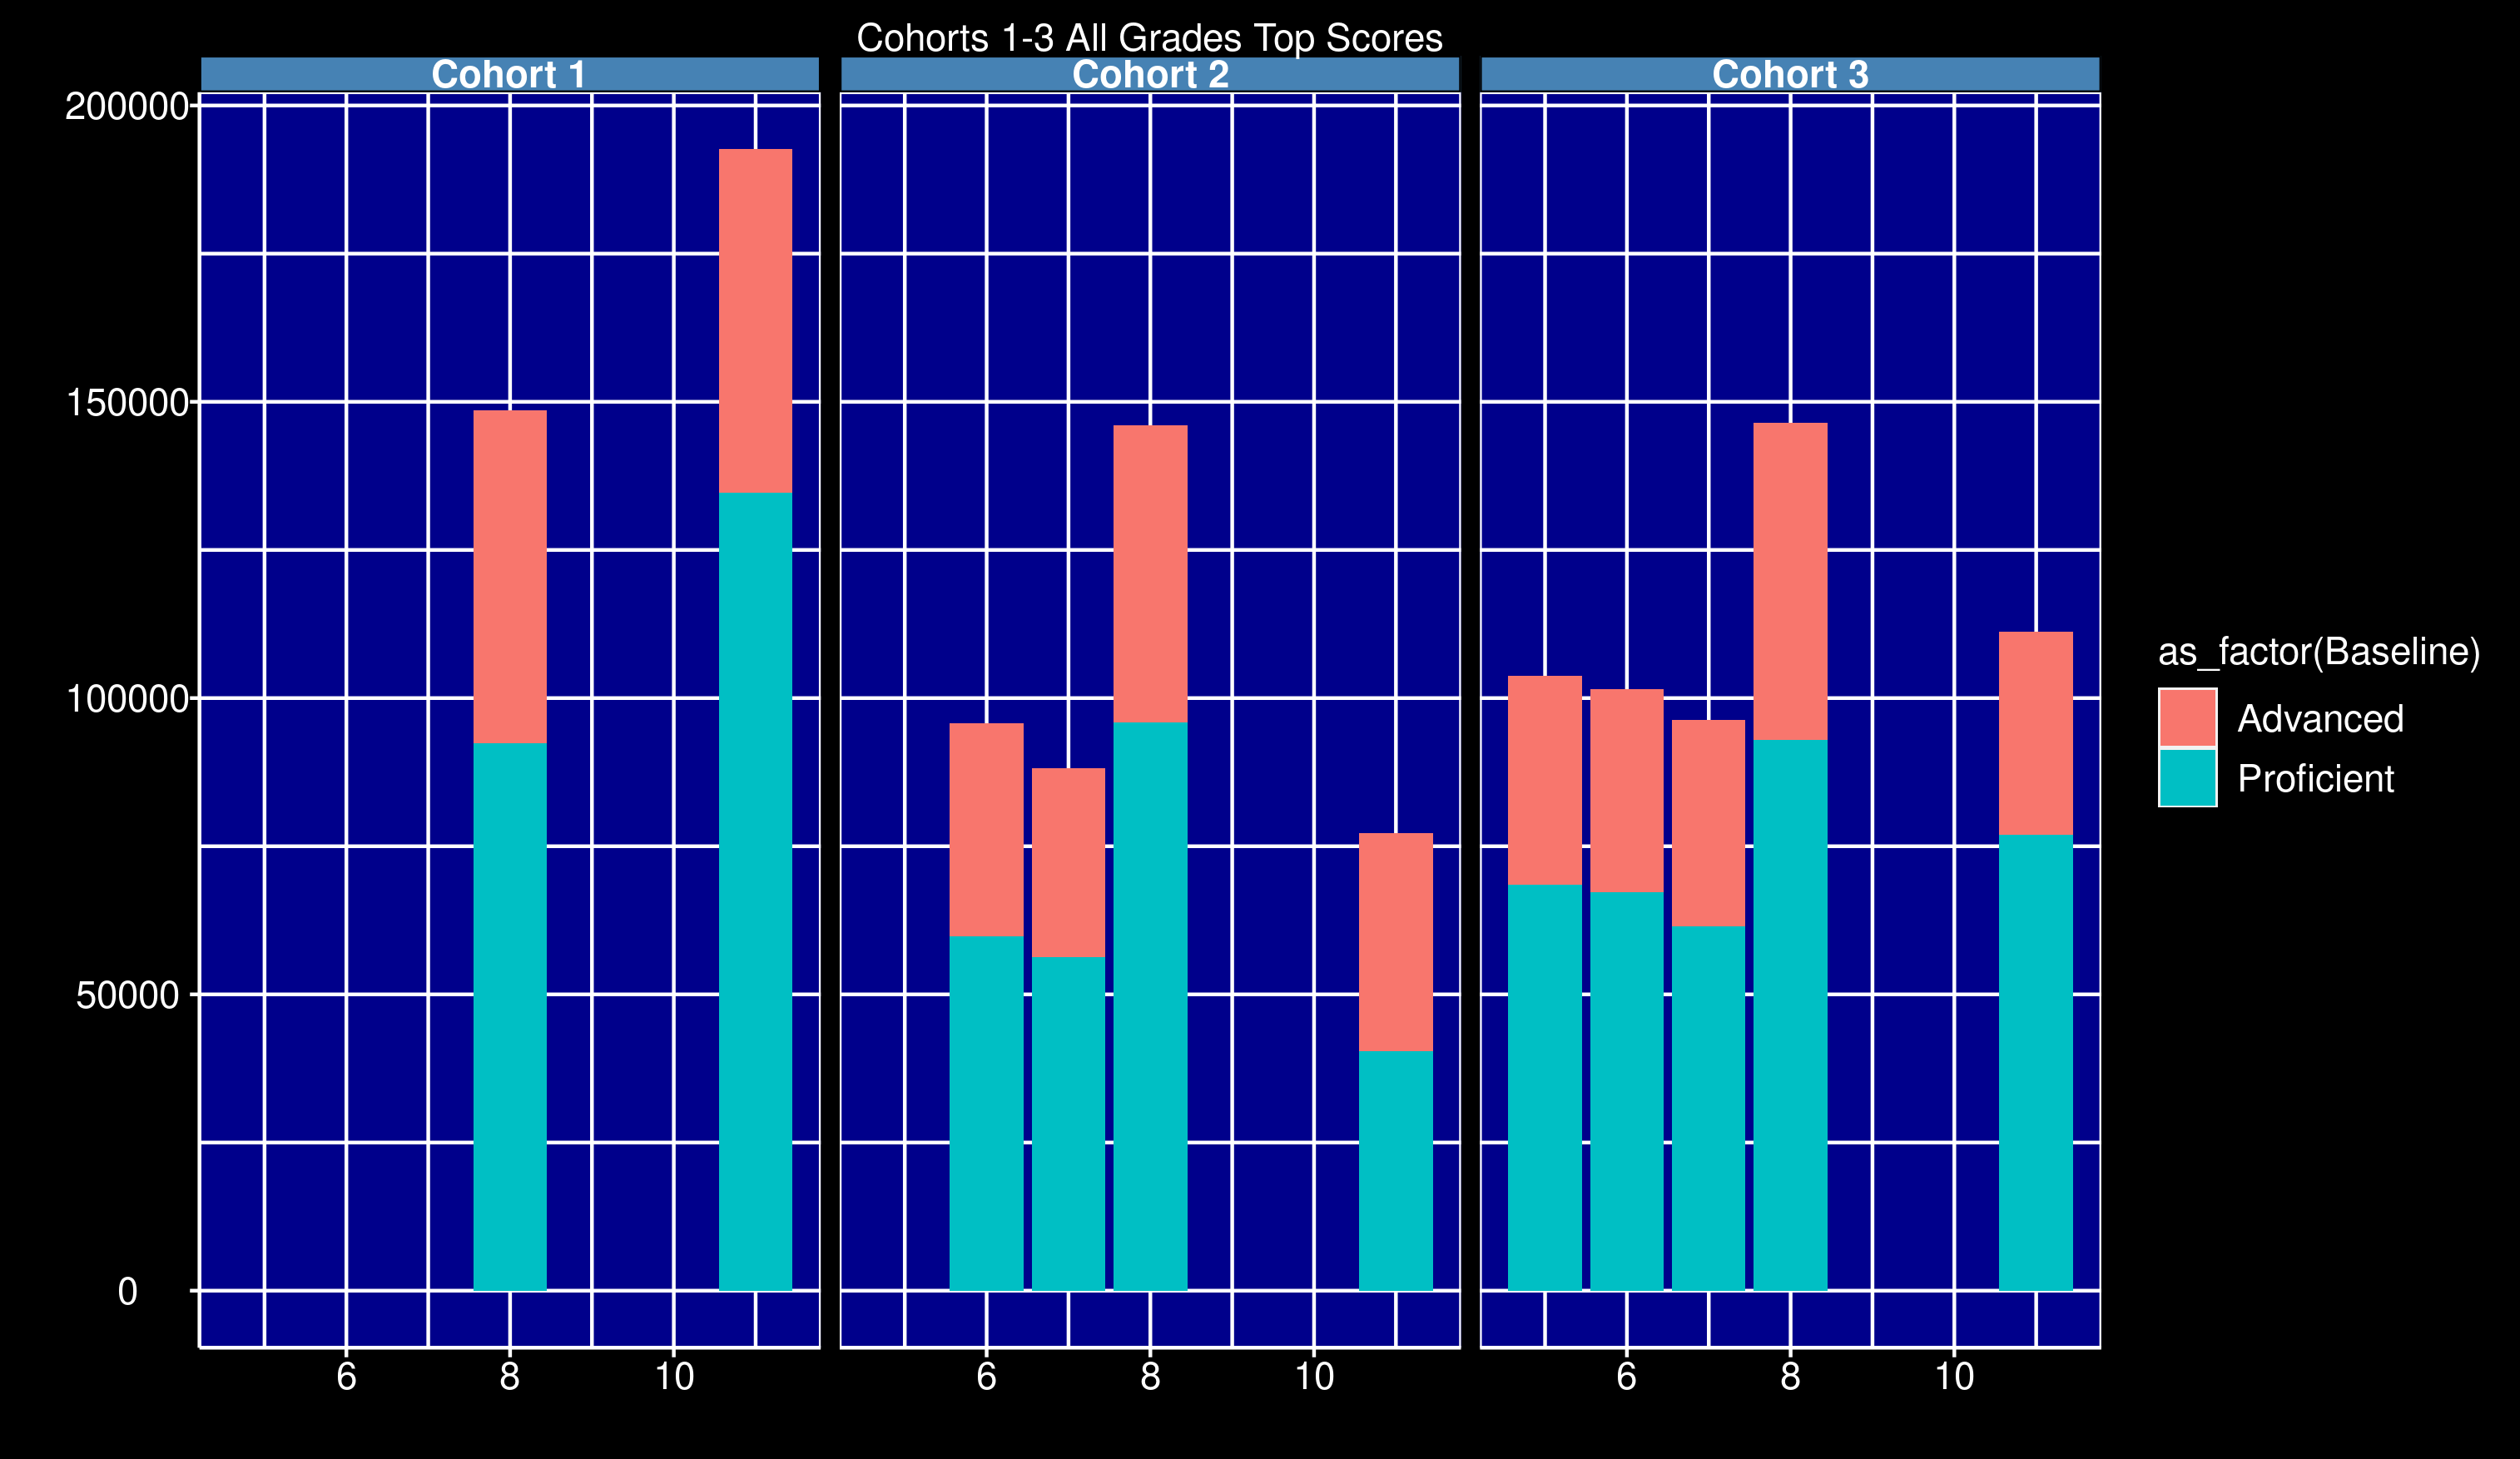 Cohorts 1-3 All Grades Top Scores
Cohort 1
Cohort 2
Cohort 3
200000
150000
100000
50000
0
6 8 10
6 8 10
6 8 10
as_factor(Baseline)
Advanced
Proficient